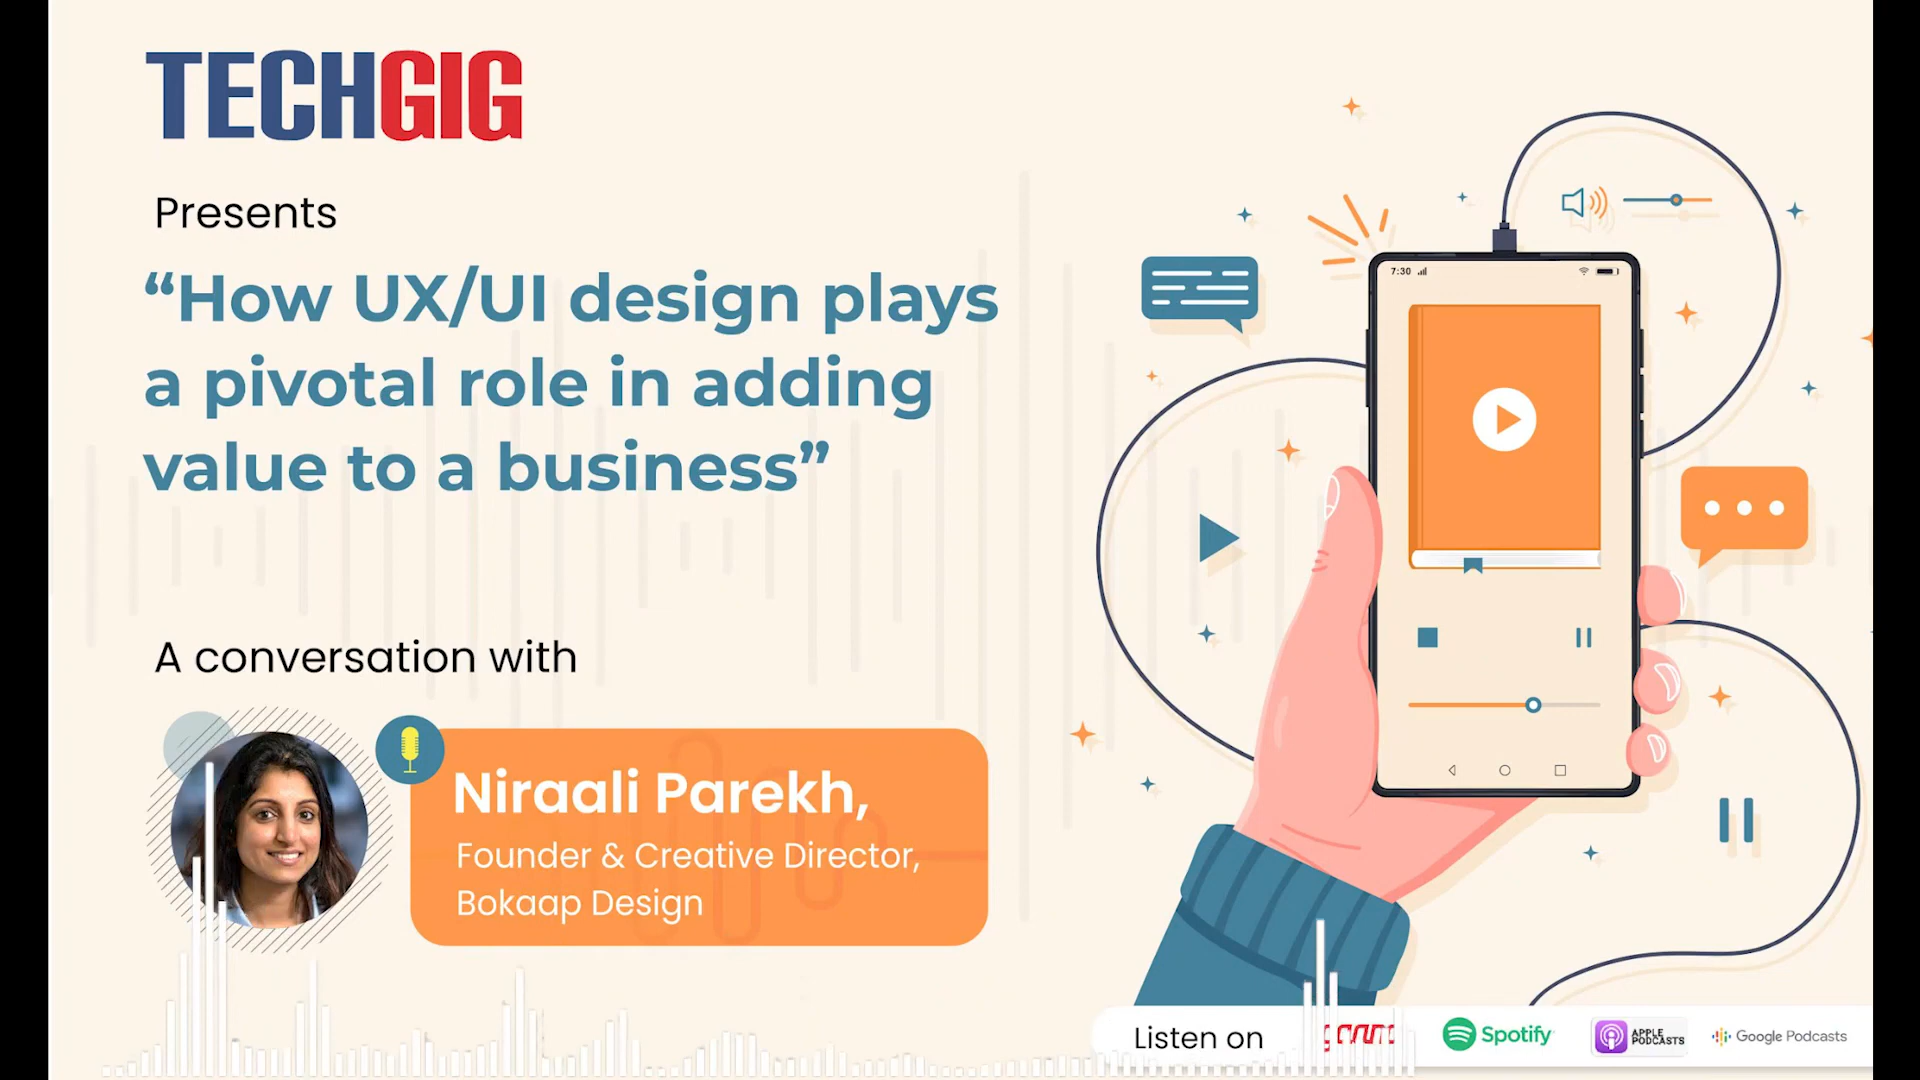 TECHGIG
Presents
“How UX/UI design plays
a pivotal role in adding
value to a business”
A conversation with
Niraali Parekh,
Founder & Creative Director,
Bokaap Design
7:30
Listen on
Spotify
APPLE
PODCASTS
Google Podcasts